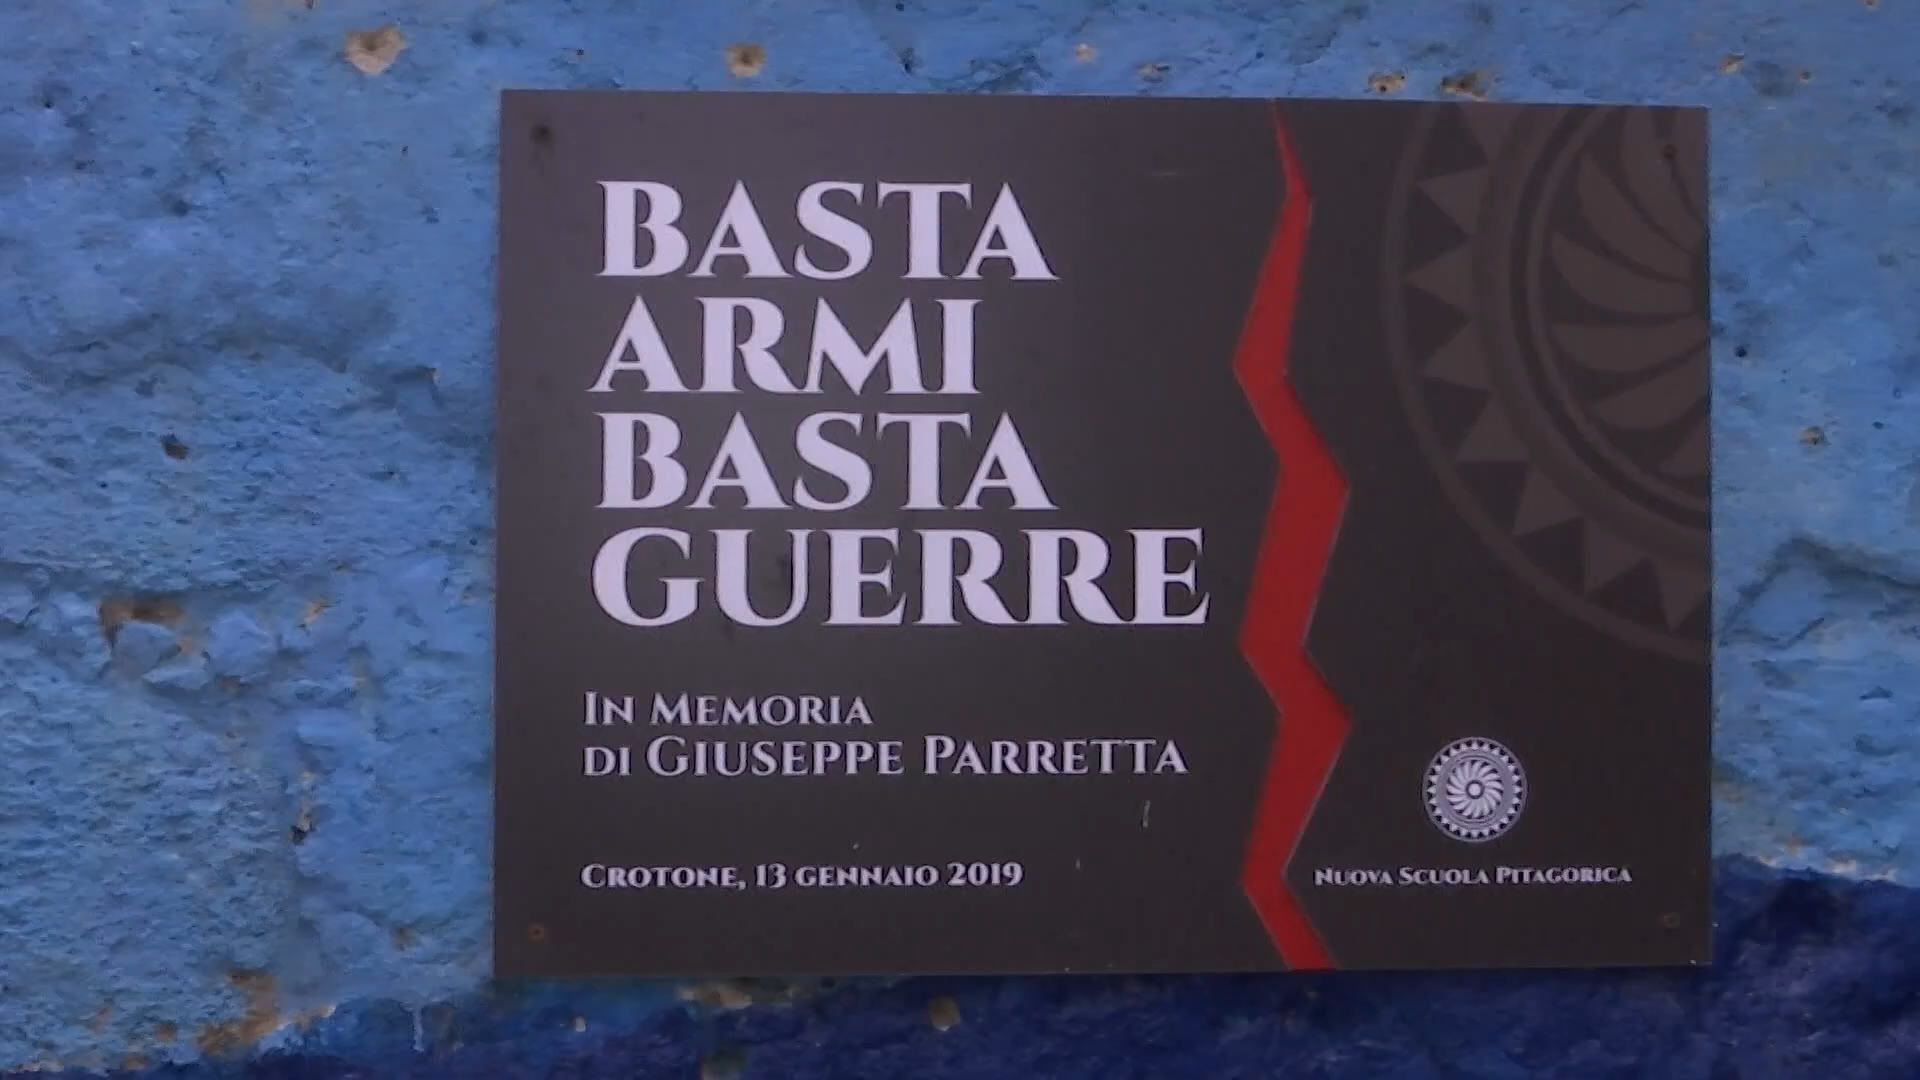 BASTA
ARMI
BASTA
GUERRE
IN MEMORIA
DI GIUSEPPE PARRETTA
CROTONE, 13 GENNAIO 2019
NUOVA SCUOLA PITAGORICA